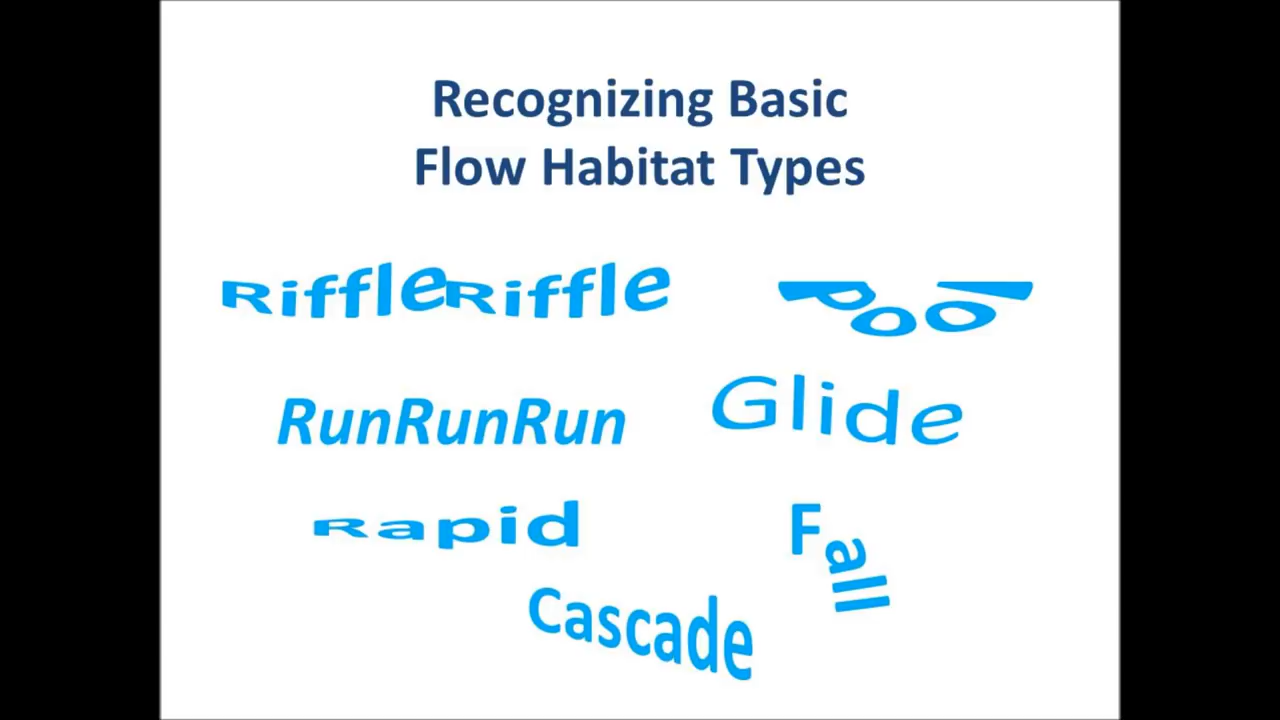 Recognizing Basic
Flow Habitat Types
RiffleRiffle
Pool
RunRunRun
Glide
Rapid
Fall
Cascade